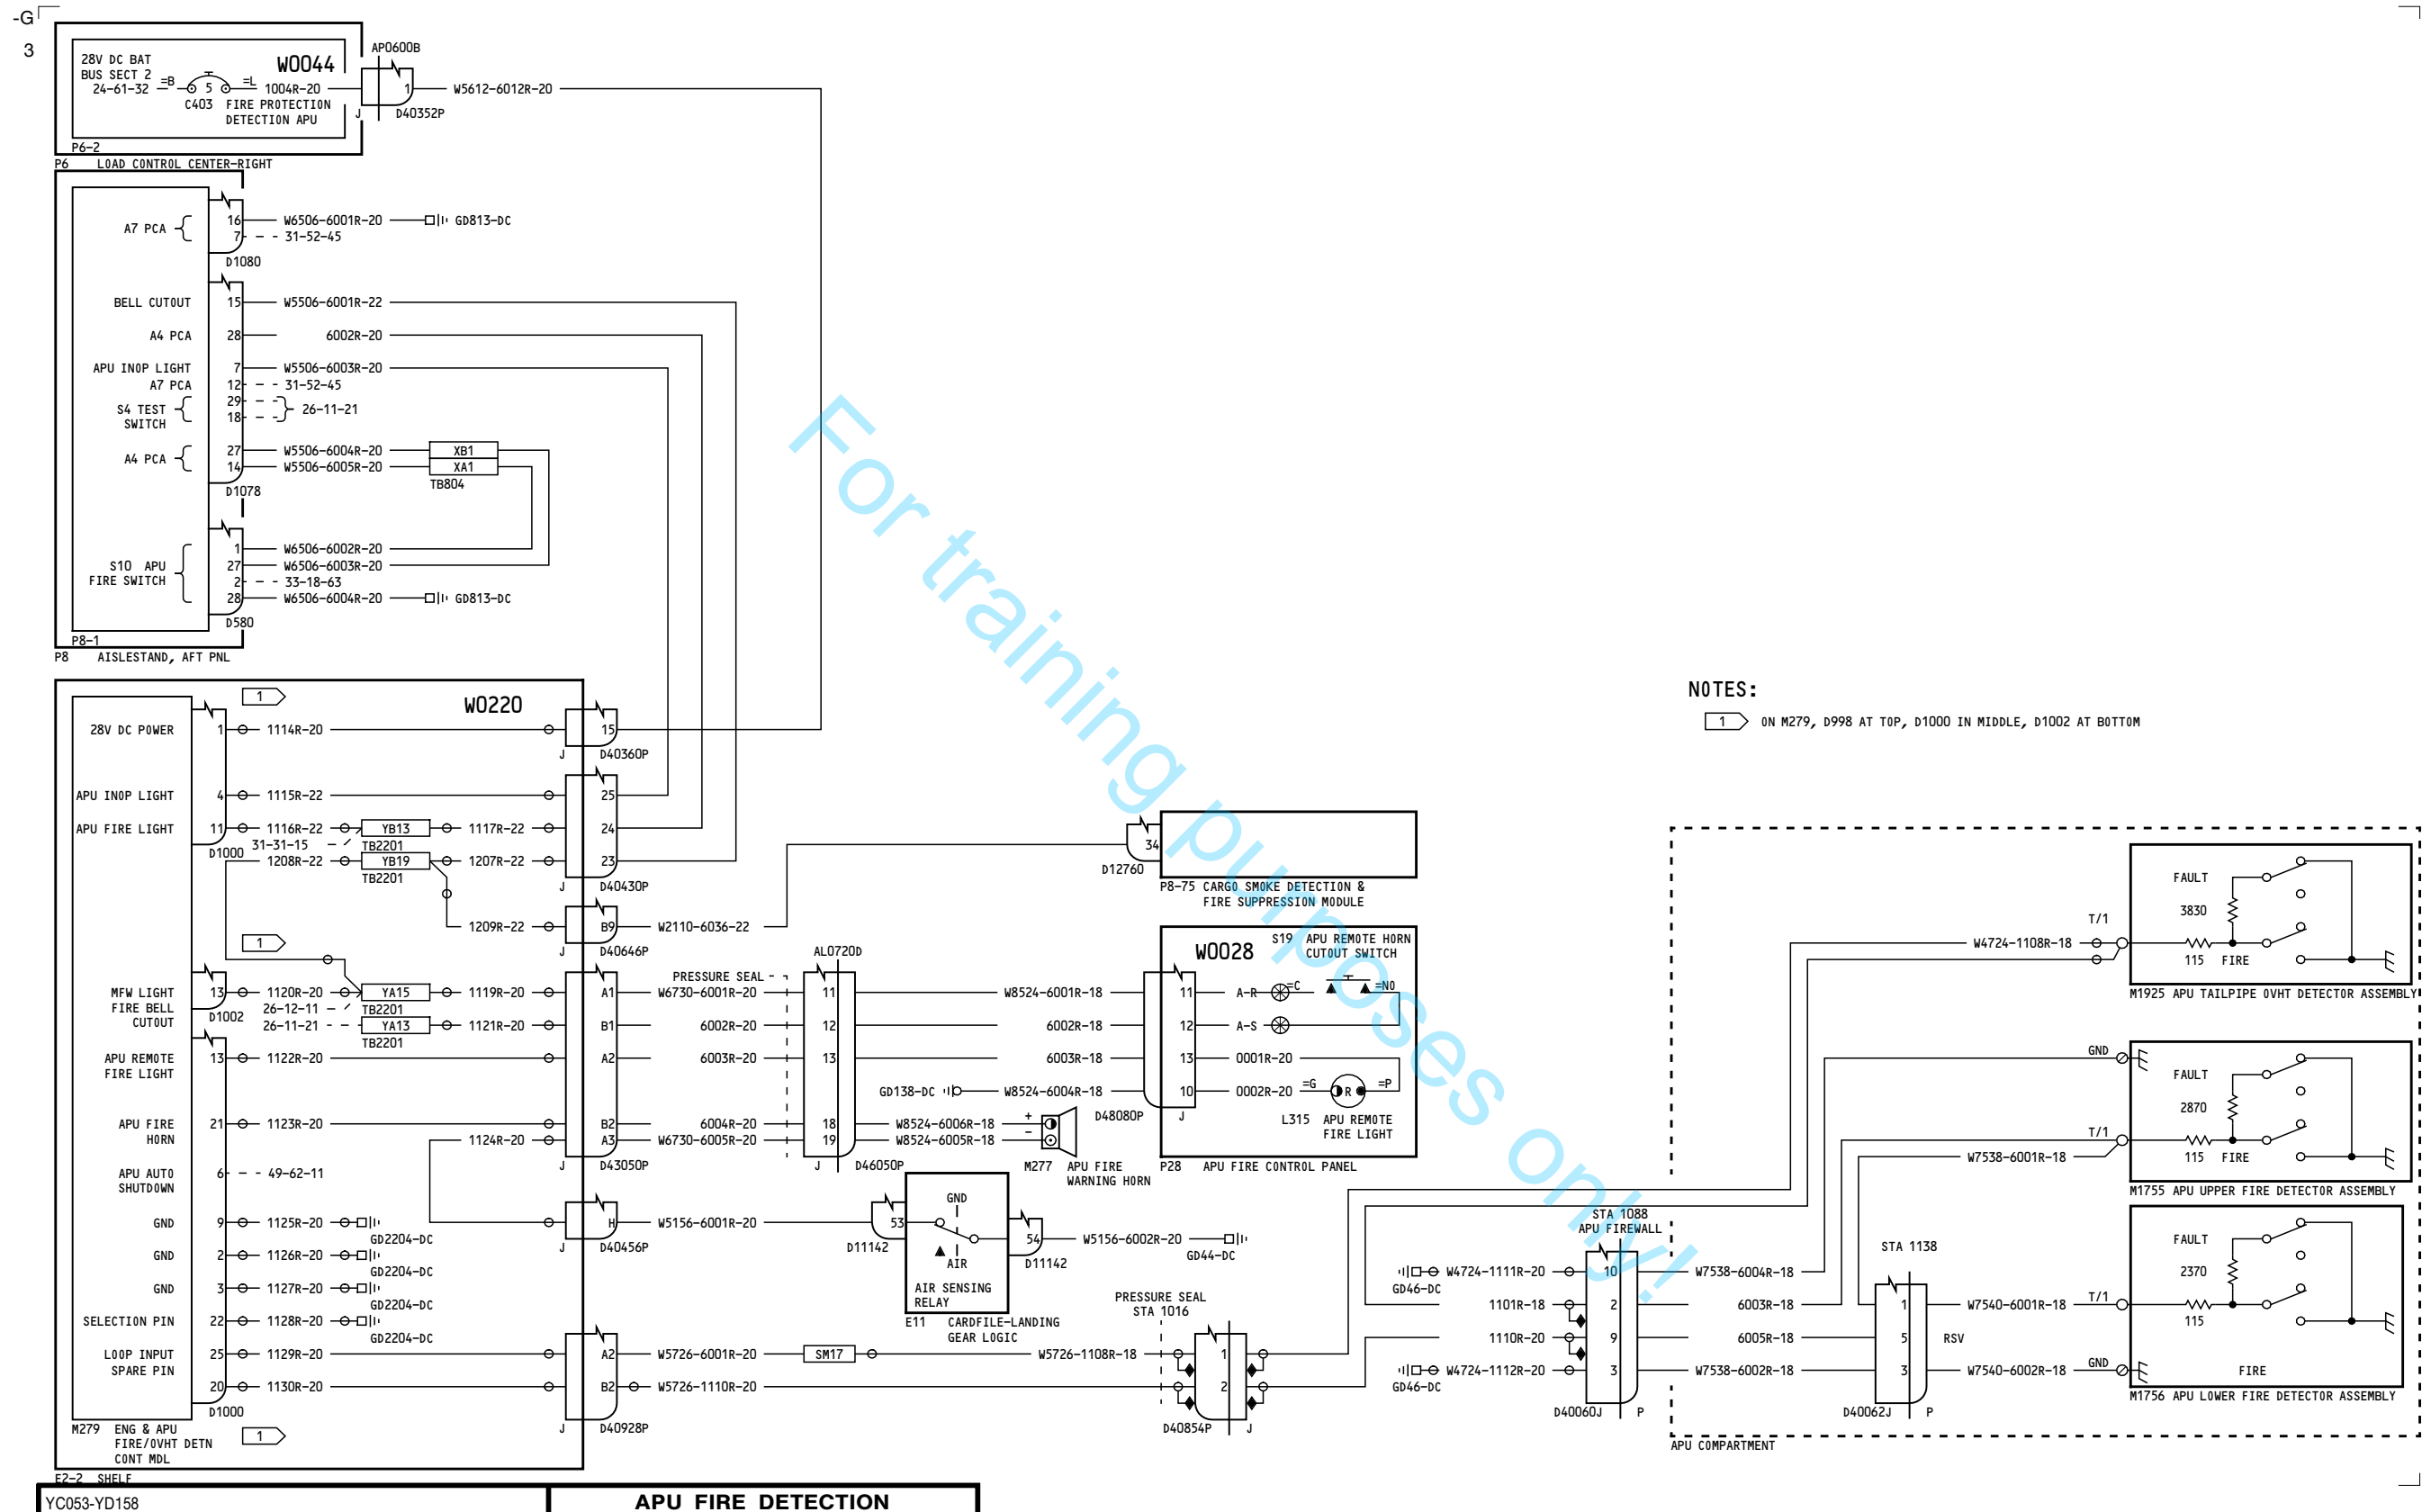 -G
3
28V DC BAT
BUS SECT 2
24-61-32
=B
5
=L
C403
W0044
1004R-20
FIRE PROTECTION
DETECTION APU
AP0600B
1
J
D40352P
W5612-6012R-20
P6-2
P6 LOAD CONTROL CENTER-RIGHT
A7 PCA
16 W6506-6001R-20 GD813-DC
7 31-52-45
D1080
BELL CUTOUT 15 W5506-6001R-22
A4 PCA 28 6002R-20
APU INOP LIGHT 7 W5506-6003R-20
A7 PCA 12 31-52-45
S4 TEST
SWITCH
29
18
26-11-21
A4 PCA
27 W5506-6004R-20 XB1
14 W5506-6005R-20 XA1
TB804
D1078
S10 APU
FIRE SWITCH
1 W6506-6002R-20
27 W6506-6003R-20
2 33-18-63
28 W6506-6004R-20 GD813-DC
D580
P8-1
P8 AISLESTAND, AFT PNL
1
W0220
28V DC POWER 1 1114R-20 15
J D40360P
APU INOP LIGHT 4 1115R-22 25
APU FIRE LIGHT 11 1116R-22 YB13 1117R-22 24
D1000 31-31-15 TB2201
1208R-22 YB19 1207R-22 23
TB2201
J D40430P
1209R-22 B9 W2110-6036-22
J D40646P
34
D12760
P8-75 CARGO SMOKE DETECTION &
FIRE SUPPRESSION MODULE
1
MFW LIGHT
FIRE BELL
CUTOUT
13 1120R-20 YA15 1119R-20 A1 W6730-6001R-20
D1002 26-12-11 TB2201
26-11-21 YA13 1121R-20 B1 6002R-20
TB2201
APU REMOTE
FIRE LIGHT
13 1122R-20 A2 6003R-20
APU FIRE
HORN
21 1123R-20 B2 6004R-20
1124R-20 A3 W6730-6005R-20
J D43050P
PRESSURE SEAL
AL0720D
11 W8524-6001R-18 11 A-R =C =NO
12 6002R-18 12 A-S
13 6003R-18 13 0001R-20
GD138-DC W8524-6004R-18 10 0002R-20 =G R =P
18 W8524-6006R-18 +
19 W8524-6005R-18 -
J D46050P
D48080P J
M277 APU FIRE
WARNING HORN
W0028
S19 APU REMOTE HORN
CUTOUT SWITCH
L315 APU REMOTE
FIRE LIGHT
P28 APU FIRE CONTROL PANEL
APU AUTO
SHUTDOWN
6 49-62-11
GND 9 1125R-20
GD2204-DC
GND 2 1126R-20
GD2204-DC
GND 3 1127R-20
GD2204-DC
SELECTION PIN 22 1128R-20
GD2204-DC
LOOP INPUT 25 1129R-20 A2 W5726-6001R-20 SM17 W5726-1108R-18 1
SPARE PIN
20 1130R-20 B2 W5726-1110R-20 2
D1000
J D40928P
H W5156-6001R-20 53
J D40456P
D11142
GND
AIR
AIR SENSING
RELAY
54 W5156-6002R-20
GD44-DC
D11142
E11 CARDFILE-LANDING
GEAR LOGIC
PRESSURE SEAL
STA 1016
D40854P J
STA 1088
APU FIREWALL
GD46-DC W4724-1111R-20 10 W7538-6004R-18
1101R-18 2 6003R-18
1110R-20 9 6005R-18
GD46-DC W4724-1112R-20 3 W7538-6002R-18
D40060J P
STA 1138
1 W7540-6001R-18 T/1
5 RSV
3 W7540-6002R-18 GND
D40062J P
NOTES:
1 ON M279, D998 AT TOP, D1000 IN MIDDLE, D1002 AT BOTTOM
W4724-1108R-18
T/1
FAULT
3830
115 FIRE
M1925 APU TAILPIPE OVHT DETECTOR ASSEMBLY
GND
FAULT
2870
T/1
115 FIRE
W7538-6001R-18
M1755 APU UPPER FIRE DETECTOR ASSEMBLY
FAULT
2370
115
FIRE
M1756 APU LOWER FIRE DETECTOR ASSEMBLY
APU COMPARTMENT
M279 ENG & APU
FIRE/OVHT DETN
CONT MDL
1
E2-2 SHELF
YC053-YD158
APU FIRE DETECTION
For training purposes only!